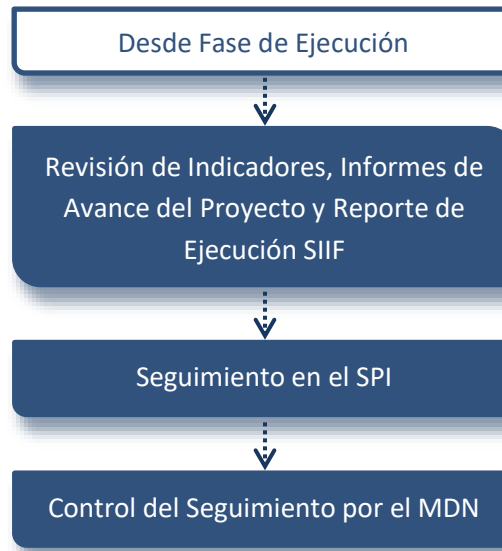 Desde Fase de Ejecución
Revisión de Indicadores, Informes de
Avance del Proyecto y Reporte de
Ejecución SIIF
Seguimiento en el SPI
Control del Seguimiento por el MDN